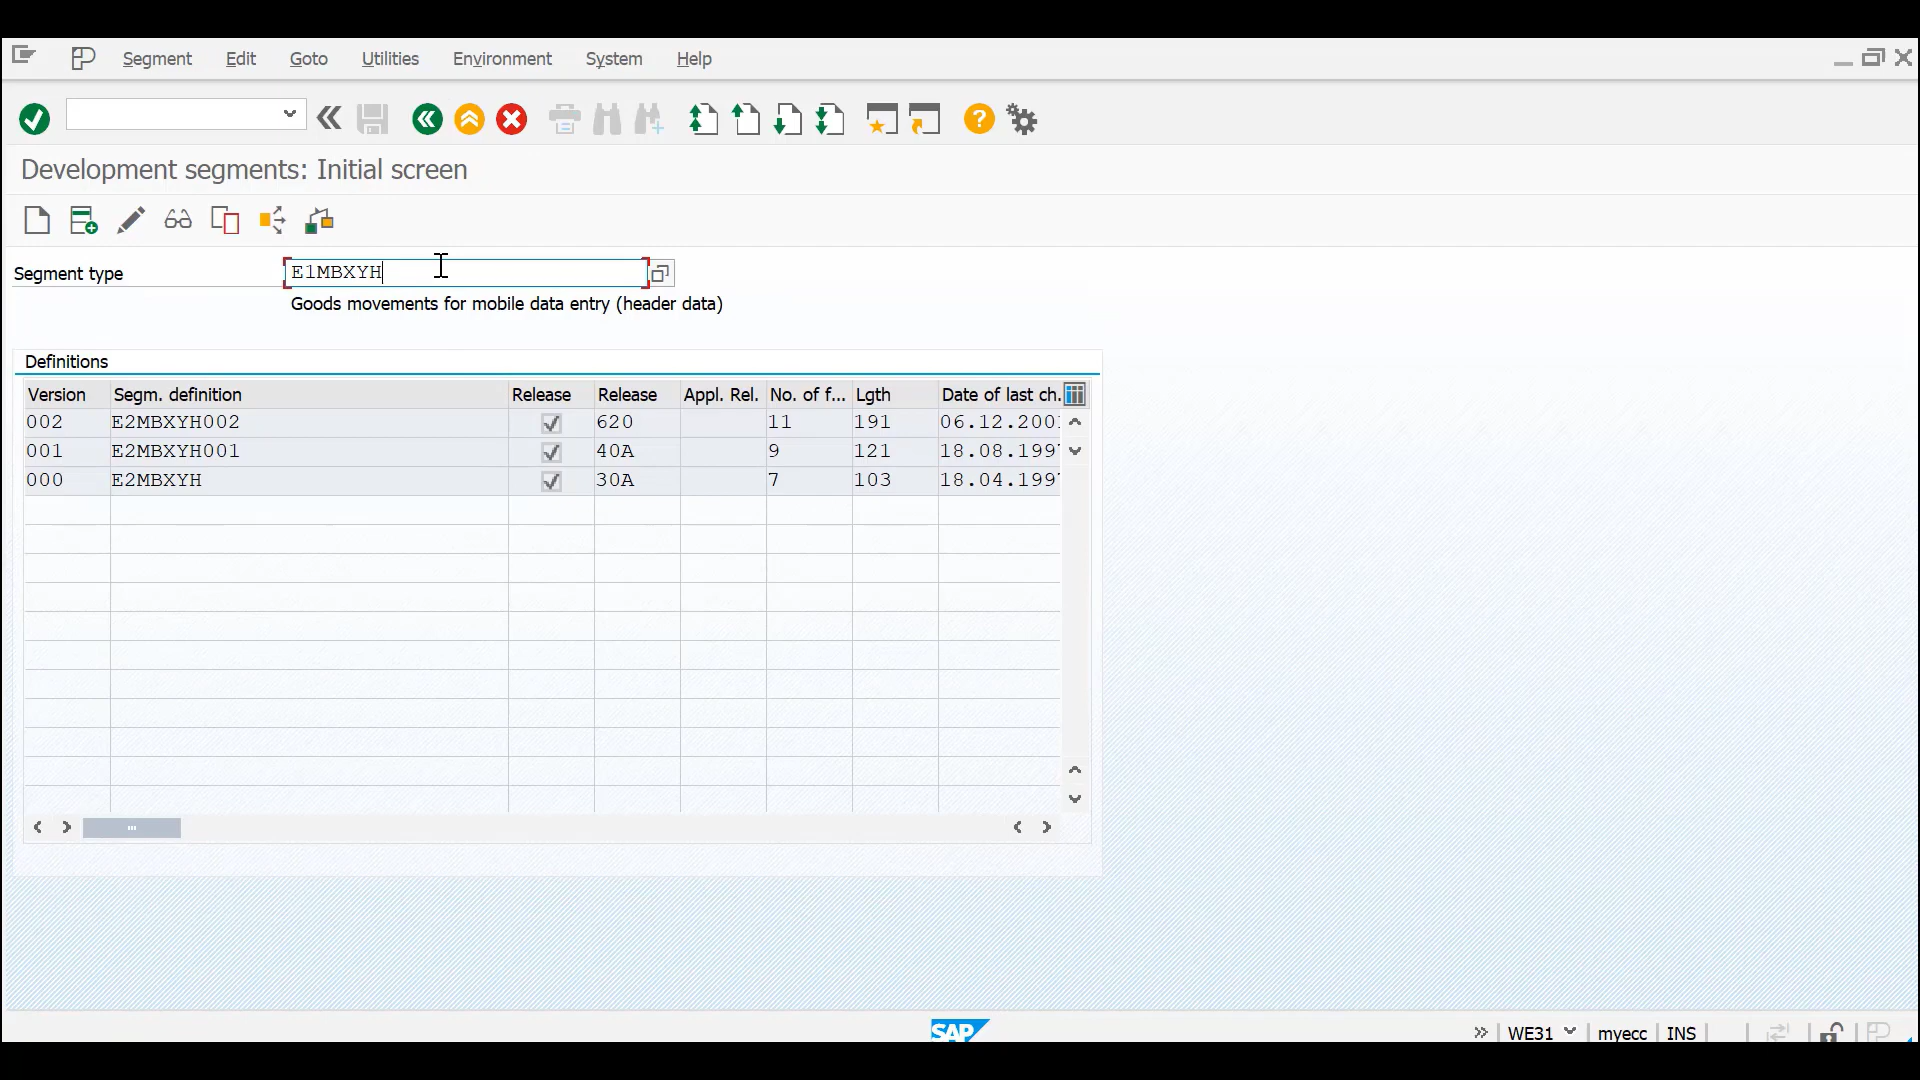 Segment Edit Goto Utilities Environment System Help
Development segments: Initial screen
Segment type E1MBXYH
Goods movements for mobile data entry (header data)
Definitions
Version Segm. definition Release Release Appl. Rel. No. of f... Lgth Date of last ch.
002 E2MBXYH002 620 11 191 06.12.2001
001 E2MBXYH001 40A 9 121 18.08.1997
000 E2MBXYH 30A 7 103 18.04.1997
SAP WE31 myecc INS